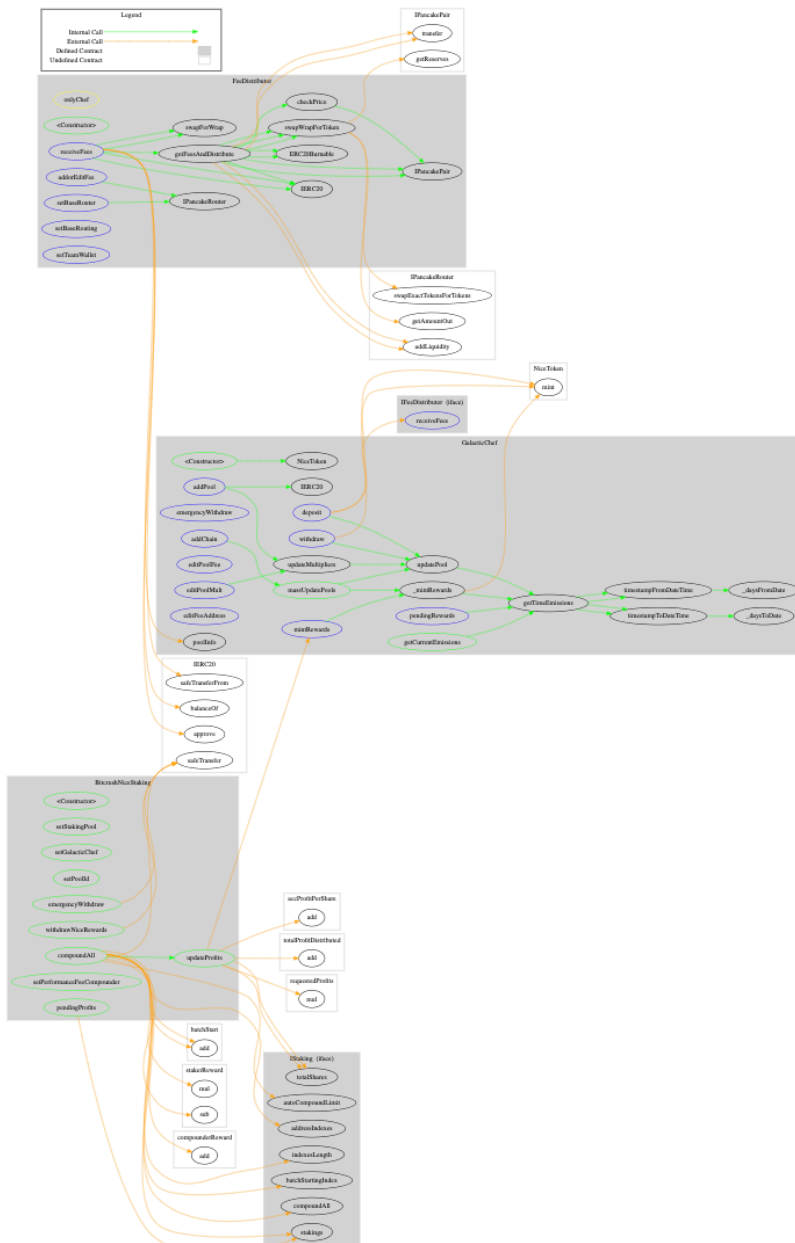 Legend
Internal Call
External Call
Defined Contract
Undefined Contract
IPancakePair
transfer
getReserves
FeeDistributor
onlyChef
<Constructor>
receiveFees
addorEditFee
setBaseRouter
setBaseRouting
setTeamWallet
swapForWrap
getFeesAndDistribute
IPancakeRouter
checkPrice
swapWrapForToken
ERC20Burnable
IERC20
IPancakePair
IPancakeRouter
swapExactTokensForTokens
getAmountOut
addLiquidity
NiceToken
mint
IFeeDistributor (iface)
receiveFees
GalacticChef
<Constructor>
addPool
emergencyWithdraw
addChain
editPoolFee
editPoolMult
editFeeAddress
poolInfo
NiceToken
IERC20
deposit
withdraw
updateMultipliers
massUpdatePools
mintRewards
updatePool
_mintRewards
pendingRewards
getCurrentEmissions
getTimeEmissions
timestampFromDateTime
timestampToDateTime
_daysFromDate
_daysToDate
IERC20
safeTransferFrom
balanceOf
approve
safeTransfer
BitcrushNiceStaking
<Constructor>
setStakingPool
setGalacticChef
setPoolId
emergencyWithdraw
withdrawNiceRewards
compoundAll
setPerformanceFeeCompounder
pendingProfits
updateProfits
accProfitPerShare
add
totalProfitDistributed
add
requestedProfits
mul
batchStart
add
stakerReward
mul
sub
compounderReward
add
IStaking (iface)
totalShares
autoCompoundLimit
addressIndexes
indexesLength
batchStartingIndex
compoundAll
stakings